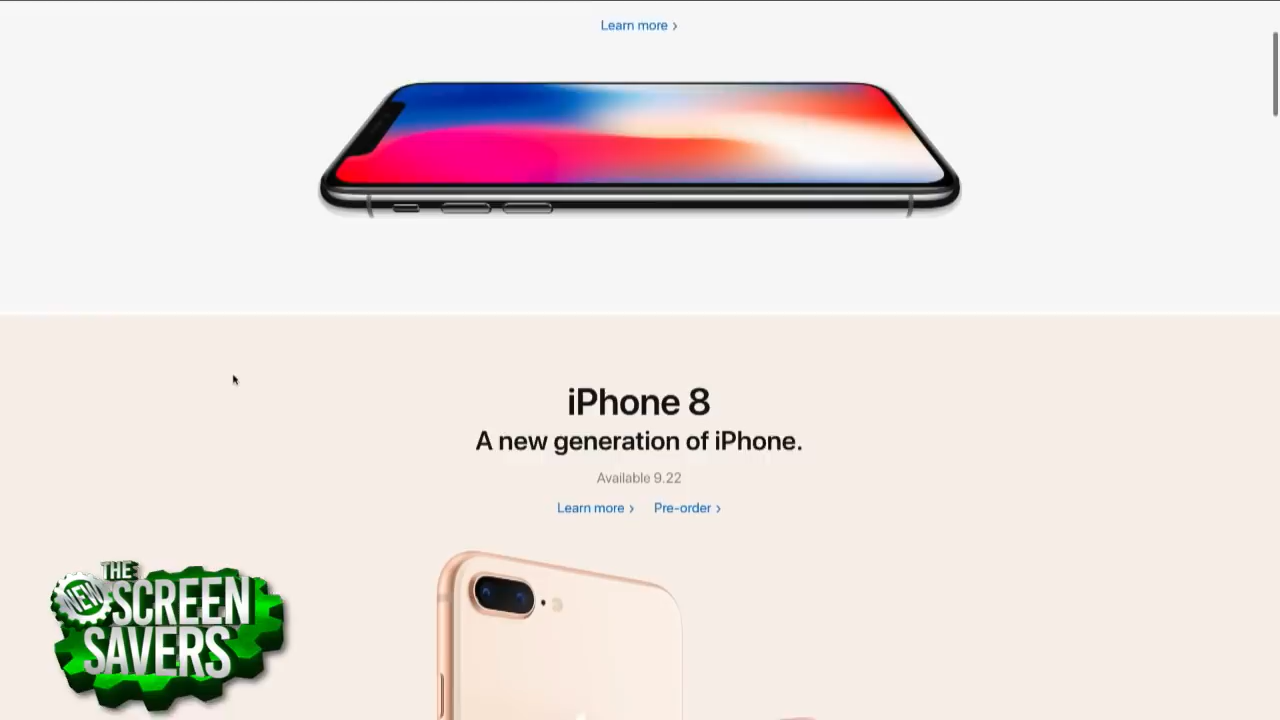 Learn more >
iPhone 8
A new generation of iPhone.
Available 9.22
Learn more > Pre-order >
THE
NEW SCREEN
SAVERS